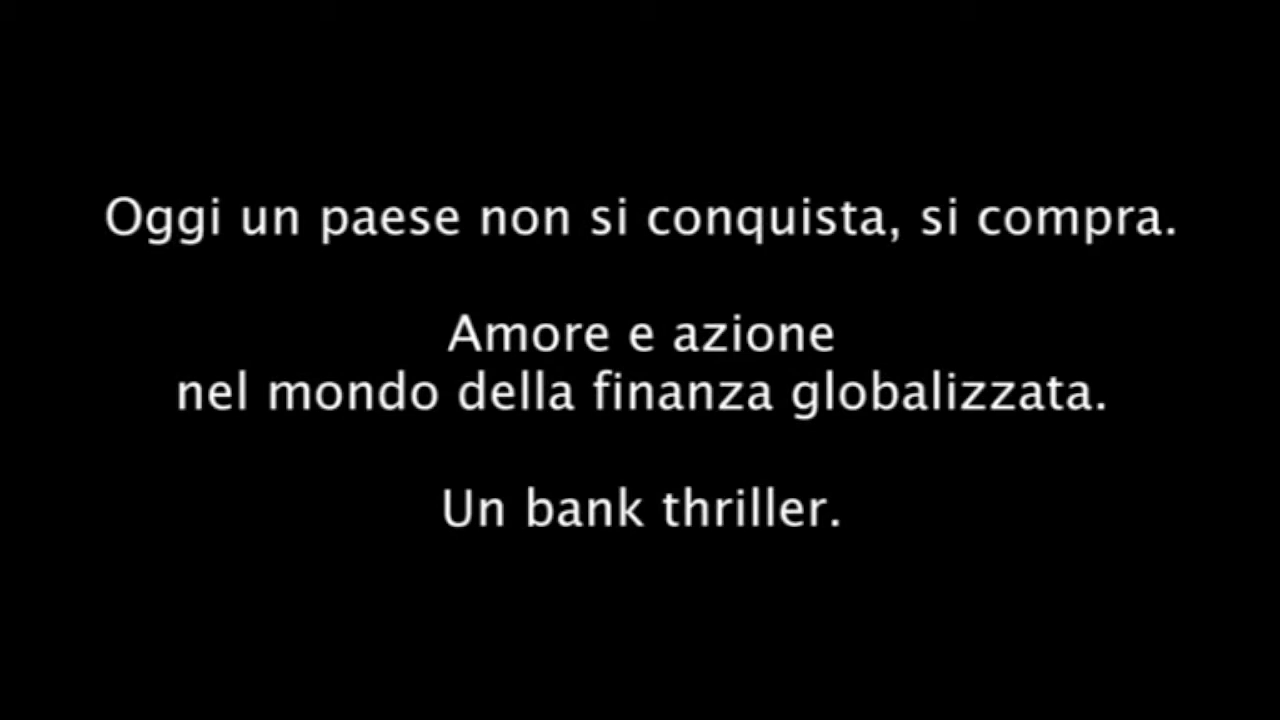 Oggi un paese non si conquista, si compra.
Amore e azione
nel mondo della finanza globalizzata.
Un bank thriller.